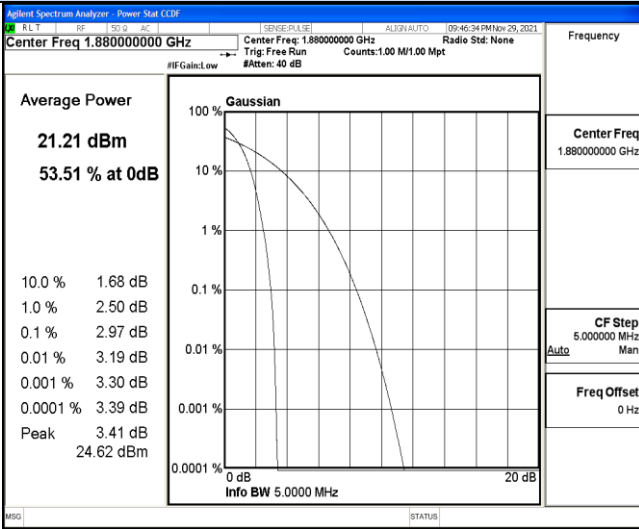 Agilent Spectrum Analyzer - Power Stat CCDF
RLT RF 50 Ω AC SENSE:PULSE ALIGN AUTO 09:46:34 PM Nov 29, 2021
Center Freq 1.880000000 GHz
Center Freq: 1.880000000 GHz Radio Std: None
Trig: Free Run Counts:1.00 M/1.00 Mpt
#IFGain:Low #Atten: 40 dB
Frequency
Average Power
21.21 dBm
53.51 % at 0dB
10.0 % 1.68 dB
1.0 % 2.50 dB
0.1 % 2.97 dB
0.01 % 3.19 dB
0.001 % 3.30 dB
0.0001 % 3.39 dB
Peak 3.41 dB
24.62 dBm
Gaussian
100 %
10 %
1 %
0.1 %
0.01 %
0.001 %
0.0001 %
0 dB 20 dB
Info BW 5.0000 MHz
Center Freq
1.880000000 GHz
CF Step
5.000000 MHz
Auto Man
Freq Offset
0 Hz
MSG STATUS